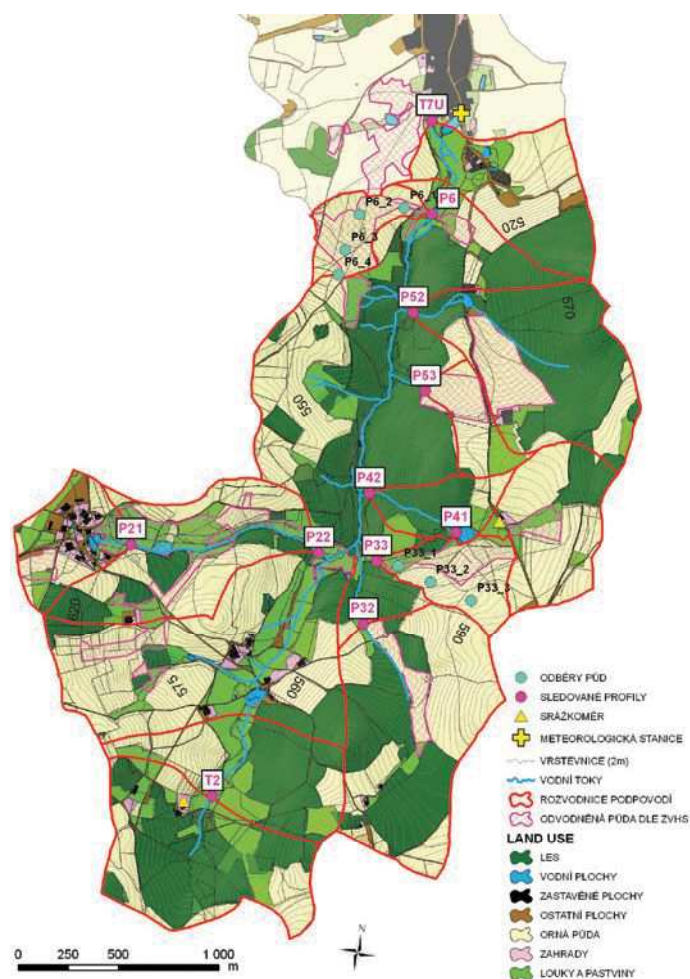 T7U
P6_1
P6_2
P6
P6_3
520
P6_4
P52
570
P53
550
P42
P21
P41
P22
P33
P33_1
P33_2
P33_3
P32
590
575
560
T2
ODBĚRY PŮD
SLEDOVANÉ PROFILY
SRÁŽKOMĚR
METEOROLOGICKÁ STANICE
VRSTEVNICE (2m)
VODNÍ TOKY
ROZVODNICE PODPOVODÍ
ODVODNĚNÁ PŮDA DLE ZVHS
LAND USE
LES
VODNÍ PLOCHY
ZASTAVĚNÉ PLOCHY
OSTATNÍ PLOCHY
ORNÁ PŮDA
ZAHRADY
LOUKY A PASTVINY
N
0 250 500 1 000
m